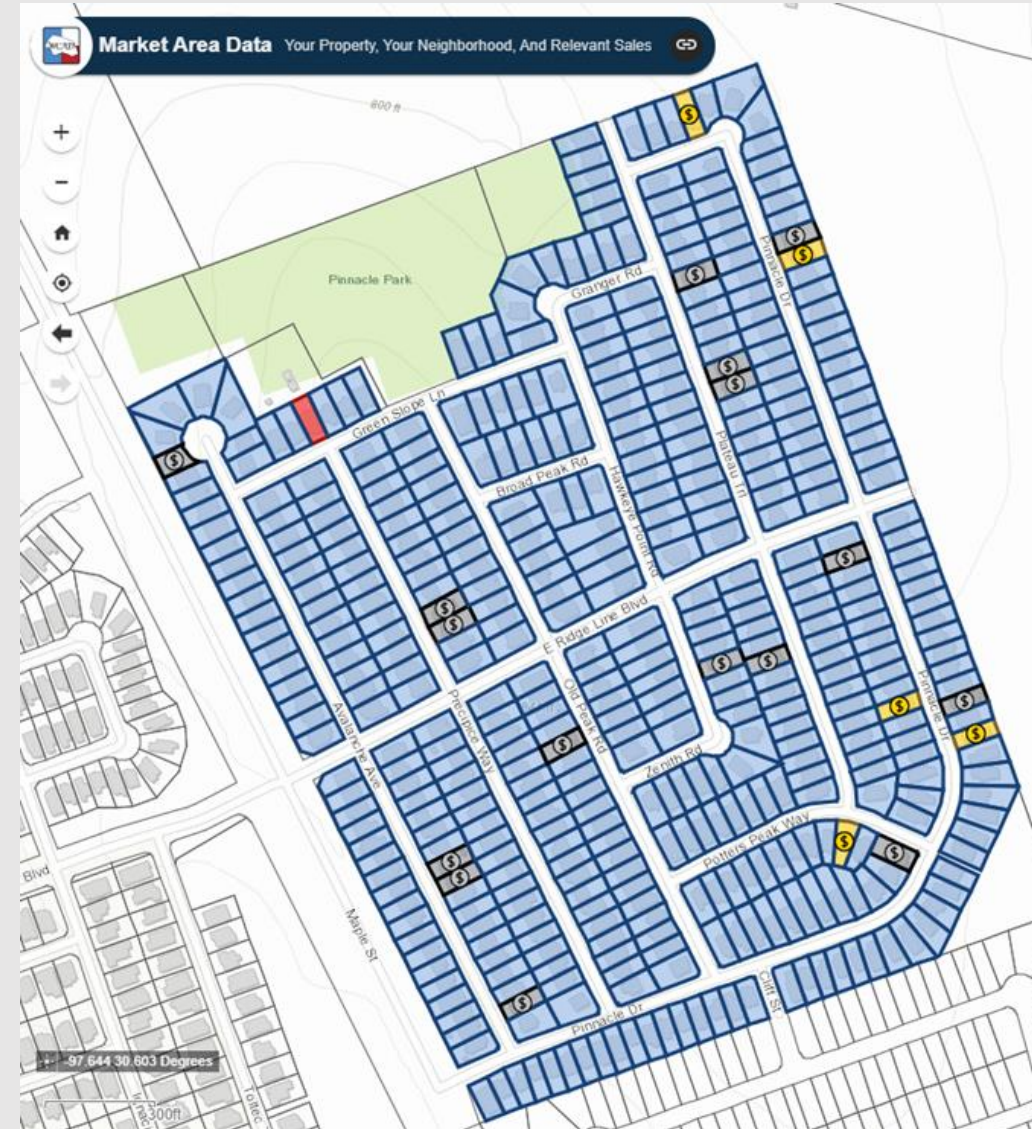 Market Area Data Your Property, Your Neighborhood, And Relevant Sales
600 ft
Pinnacle Park
Granger Rd
Pinnacle Dr
Green Slope Ln
Broad Peak Rd
Hawkeye Point Rd
Plateau Trl
E Ridge Line Blvd
Avalanche Ave
Precipice Way
Old Peak Rd
Zenith Rd
Pinnacle Dr
Potters Peak Way
Blvd
Maple St
Cliff St
Pinnacle Dr
-97.644 30.603 Degrees
300ft
Toltec